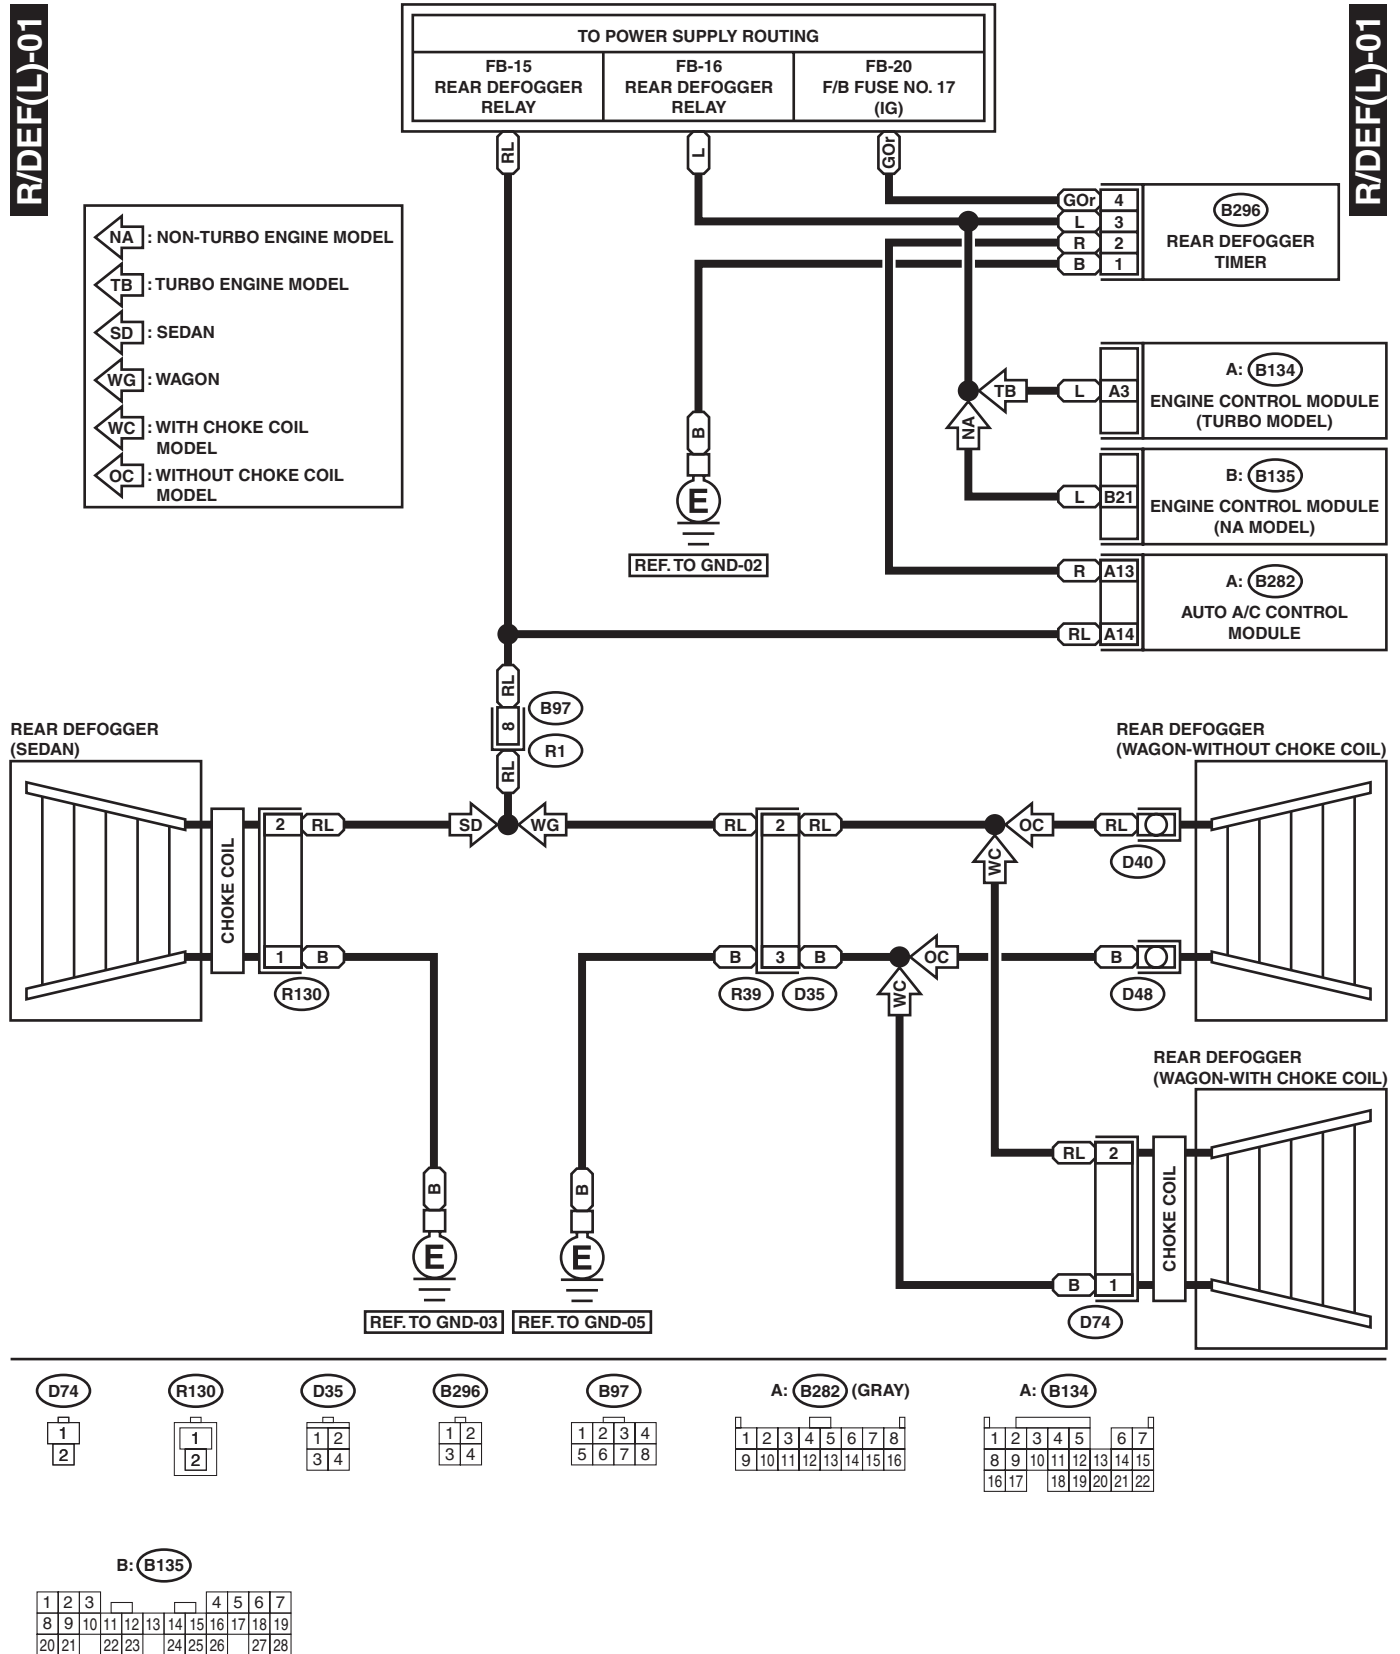 R/DEF(L)-01
R/DEF(L)-01
TO POWER SUPPLY ROUTING
FB-15
REAR DEFOGGER
RELAY
FB-16
REAR DEFOGGER
RELAY
FB-20
F/B FUSE NO. 17
(IG)
RL
L
GOr
NA : NON-TURBO ENGINE MODEL
TB : TURBO ENGINE MODEL
SD : SEDAN
WG : WAGON
WC : WITH CHOKE COIL
MODEL
OC : WITHOUT CHOKE COIL
MODEL
GOr 4
L 3
R 2
B 1
B296
REAR DEFOGGER
TIMER
TB
L A3
A: B134
ENGINE CONTROL MODULE
(TURBO MODEL)
NA
L B21
B: B135
ENGINE CONTROL MODULE
(NA MODEL)
B
E
REF. TO GND-02
R A13
RL A14
A: B282
AUTO A/C CONTROL
MODULE
RL
8
B97
R1
RL
REAR DEFOGGER
(SEDAN)
CHOKE COIL
2 RL
1 B
R130
SD
WG
RL 2 RL
B 3 B
R39
D35
OC
WC
OC
WC
RL
D40
B
D48
REAR DEFOGGER
(WAGON-WITHOUT CHOKE COIL)
REAR DEFOGGER
(WAGON-WITH CHOKE COIL)
RL 2
B 1
CHOKE COIL
D74
B
E
REF. TO GND-03
B
E
REF. TO GND-05
D74
1
2
R130
1
2
D35
1 2
3 4
B296
1 2
3 4
B97
1 2 3 4
5 6 7 8
A: B282 (GRAY)
1 2 3 4 5 6 7 8
9 10 11 12 13 14 15 16
A: B134
1 2 3 4 5 6 7
8 9 10 11 12 13 14 15
16 17 18 19 20 21 22
B: B135
1 2 3 4 5 6 7
8 9 10 11 12 13 14 15 16 17 18 19
20 21 22 23 24 25 26 27 28